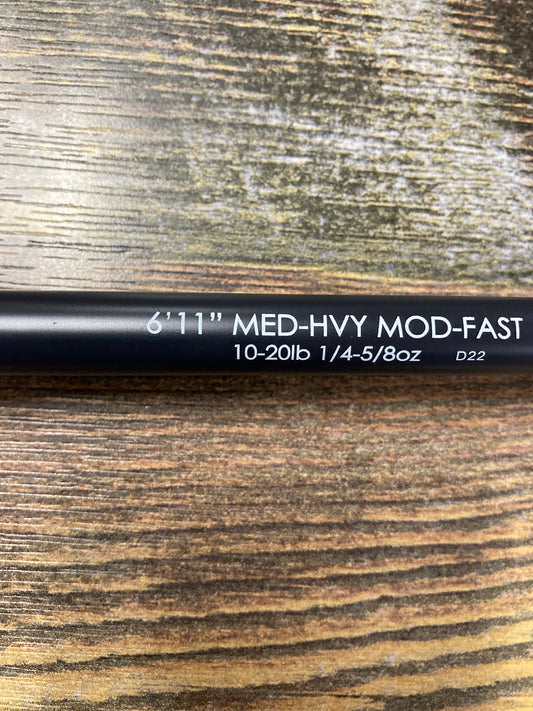 6'11" MED-HVY MOD-FAST
10-20lb 1/4-5/8oz D22